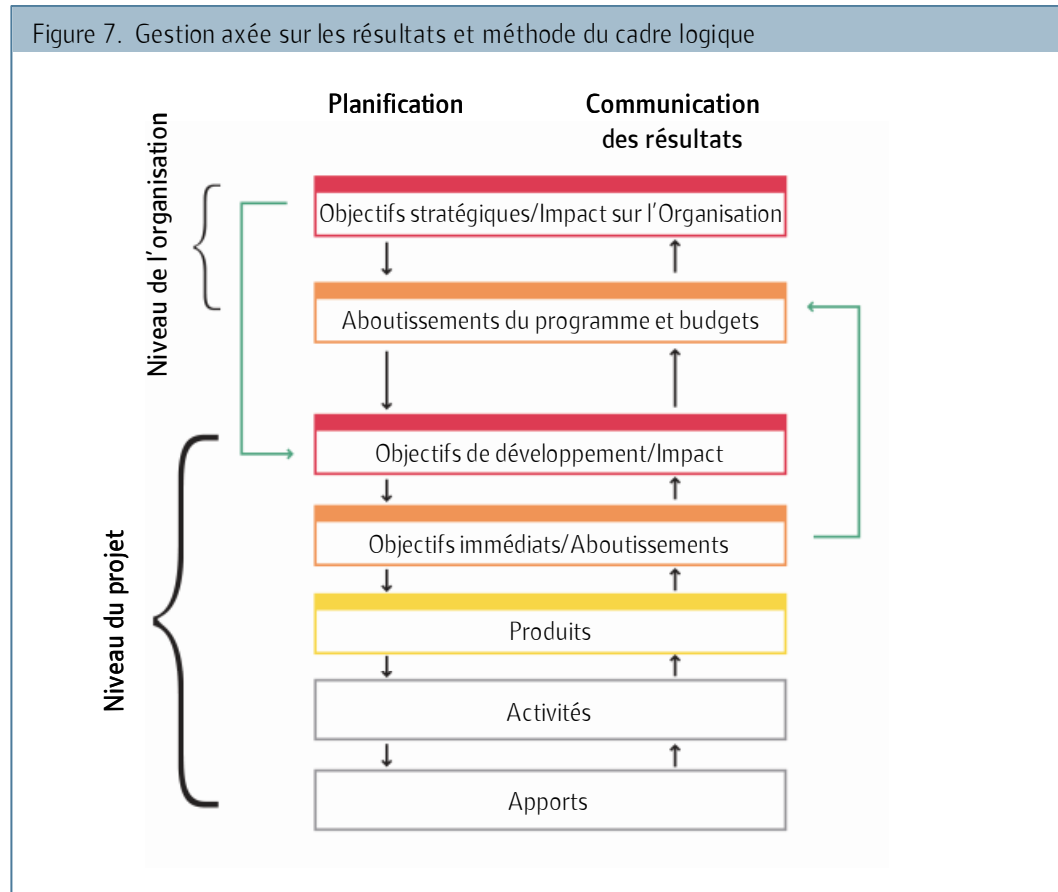 Figure 7. Gestion axée sur les résultats et méthode du cadre logique
Planification
Communication
des résultats
Niveau de l'organisation
Objectifs stratégiques/Impact sur l'Organisation
Aboutissements du programme et budgets
Niveau du projet
Objectifs de développement/Impact
Objectifs immédiats/Aboutissements
Produits
Activités
Apports